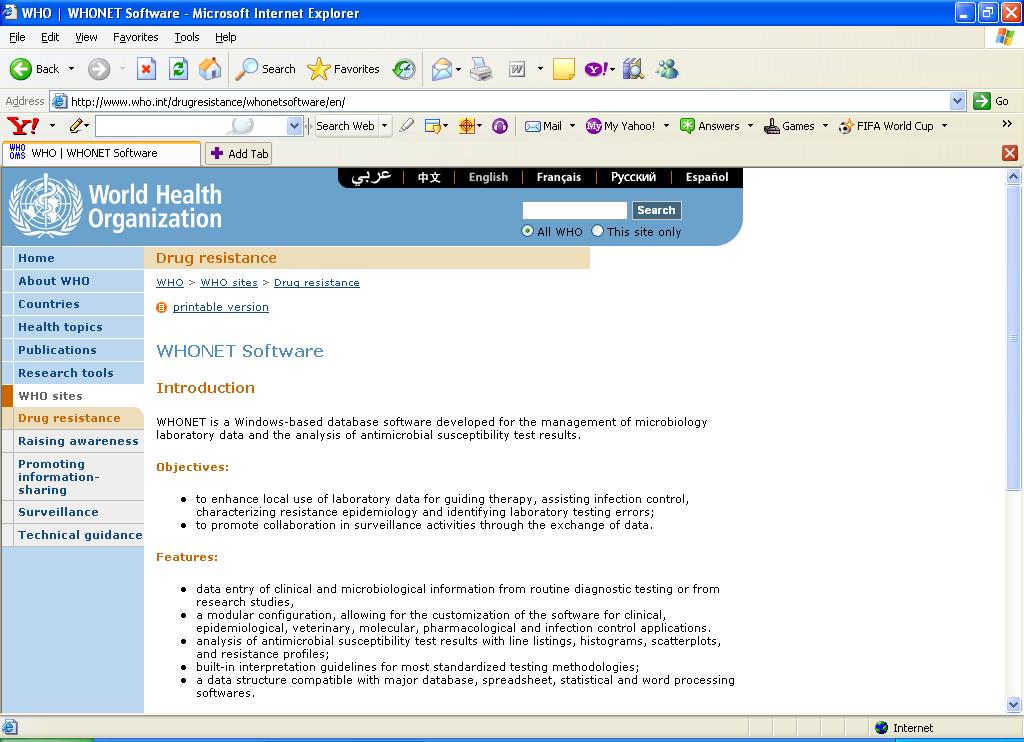 WHO | WHONET Software - Microsoft Internet Explorer
File Edit View Favorites Tools Help
Back Search Favorites
Address http://www.who.int/drugresistance/whonetsoftware/en/ Go
Y! Search Web Mail My Yahoo! Answers Games FIFA World Cup »
WHO | WHONET Software Add Tab
عربي 中文 English Français Русский Español
World Health
Organization
Search
All WHO This site only
Home
About WHO
Countries
Health topics
Publications
Research tools
WHO sites
Drug resistance
Raising awareness
Promoting
information-
sharing
Surveillance
Technical guidance
Drug resistance
WHO > WHO sites > Drug resistance
printable version
WHONET Software
Introduction
WHONET is a Windows-based database software developed for the management of microbiology
laboratory data and the analysis of antimicrobial susceptibility test results.
Objectives:
• to enhance local use of laboratory data for guiding therapy, assisting infection control,
characterizing resistance epidemiology and identifying laboratory testing errors;
• to promote collaboration in surveillance activities through the exchange of data.
Features:
• data entry of clinical and microbiological information from routine diagnostic testing or from
research studies,
• a modular configuration, allowing for the customization of the software for clinical,
epidemiological, veterinary, molecular, pharmacological and infection control applications.
• analysis of antimicrobial susceptibility test results with line listings, histograms, scatterplots,
and resistance profiles;
• built-in interpretation guidelines for most standardized testing methodologies;
• a data structure compatible with major database, spreadsheet, statistical and word processing
softwares.
Internet